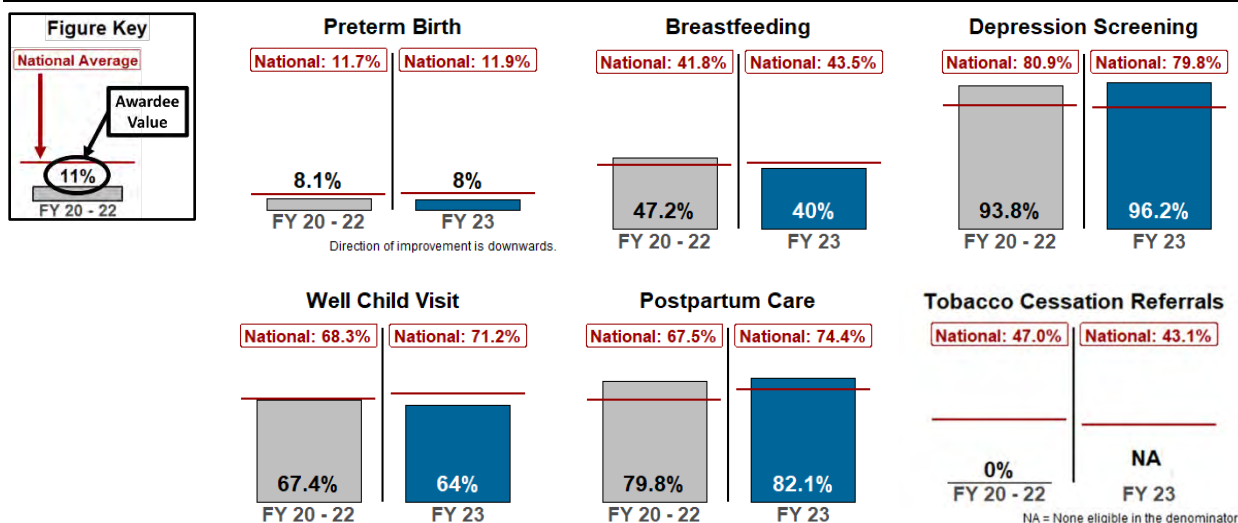 Figure Key
National Average
Awardee
Value
11%
FY 20 - 22
Preterm Birth
National: 11.7% National: 11.9%
8.1% 8%
FY 20 - 22 FY 23
Direction of improvement is downwards.
Breastfeeding
National: 41.8% National: 43.5%
47.2% 40%
FY 20 - 22 FY 23
Depression Screening
National: 80.9% National: 79.8%
93.8% 96.2%
FY 20 - 22 FY 23
Well Child Visit
National: 68.3% National: 71.2%
67.4% 64%
FY 20 - 22 FY 23
Postpartum Care
National: 67.5% National: 74.4%
79.8% 82.1%
FY 20 - 22 FY 23
Tobacco Cessation Referrals
National: 47.0% National: 43.1%
0% NA
FY 20 - 22 FY 23
NA = None eligible in the denominator